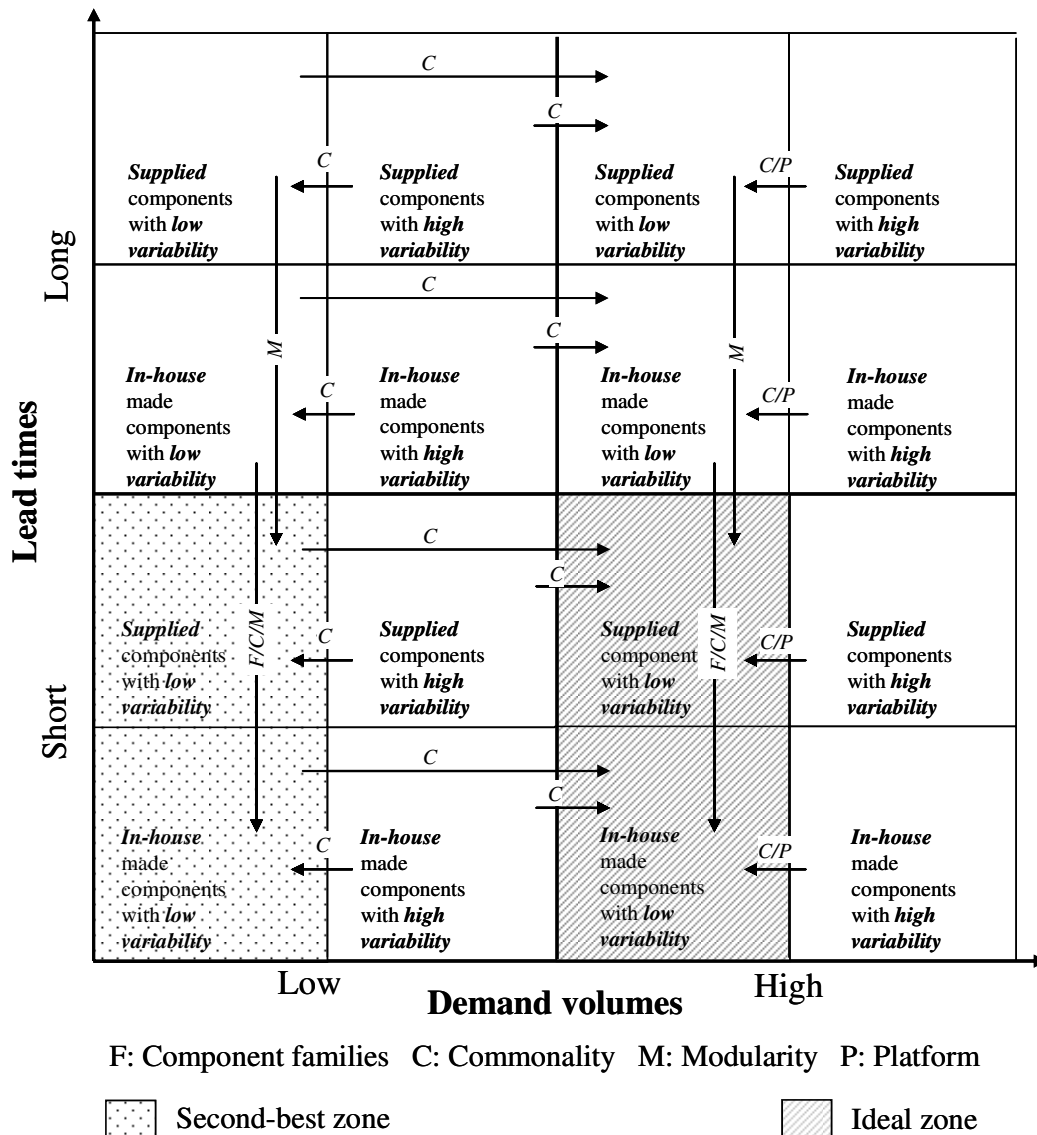 C
C
C
C/P
Supplied
components
with low
variability
Supplied
components
with high
variability
Supplied
components
with low
variability
Supplied
components
with high
variability
Long
C
C
M
M
C
C/P
In-house
made
components
with low
variability
In-house
made
components
with high
variability
In-house
made
components
with low
variability
In-house
made
components
with high
variability
Lead times
C
C
F/C/M
F/C/M
C
C/P
Supplied
components
with low
variability
Supplied
components
with high
variability
Supplied
component
with low
variability
Supplied
components
with high
variability
Short
C
C
C
C/P
In-house
made
components
with low
variability
In-house
made
components
with high
variability
In-house
made
components
with low
variability
In-house
made
components
with high
variability
Low
High
Demand volumes
F: Component families C: Commonality M: Modularity P: Platform
Second-best zone
Ideal zone